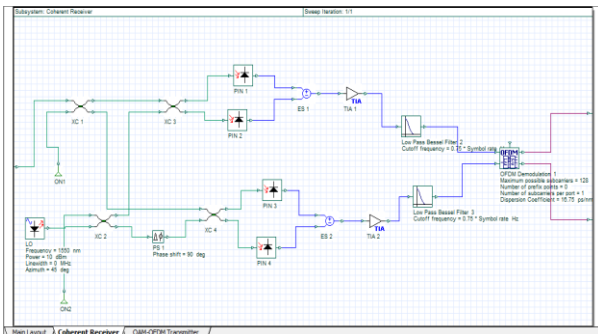 Subsystem: Coherent Receiver
Sweep Iteration: 1/1
PIN 1
XC 1
XC 3
PIN 2
ES 1
TIA
TIA 1
Low Pass Bessel Filter 2
Cutoff frequency = 0.75 * Symbol rate
OFDM
OFDM Demodulation 1
Maximum possible subcarriers = 128
Number of prefix points = 0
Number of subcarriers per port = 1
Dispersion Coefficient = 16.75 ps/nm
ON1
PIN 3
Low Pass Bessel Filter 3
Cutoff frequency = 0.75 * Symbol rate Hz
LO
Frequency = 1550 nm
Power = 10 dBm
Linewidth = 0 MHz
Azimuth = 45 deg
XC 2
PS 1
Phase shift = 90 deg
XC 4
PIN 4
ES 2
TIA
TIA 2
ON2
Main Layout
Coherent Receiver
QAM-OFDM Transmitter